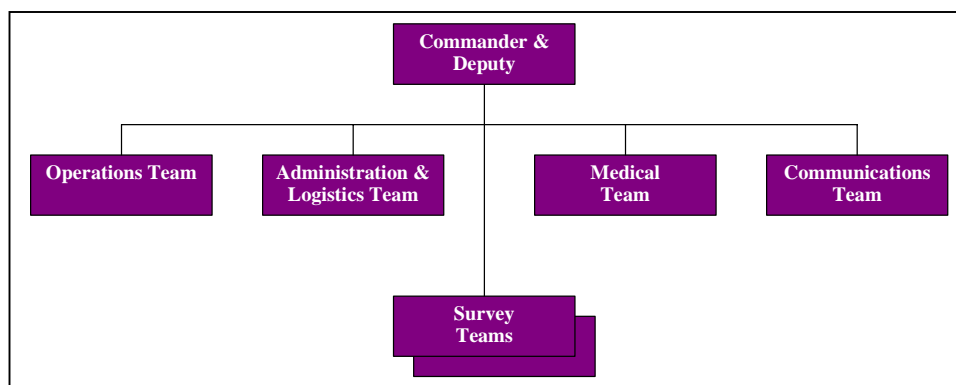 Commander &
Deputy
Operations Team
Administration &
Logistics Team
Medical
Team
Communications
Team
Survey
Teams